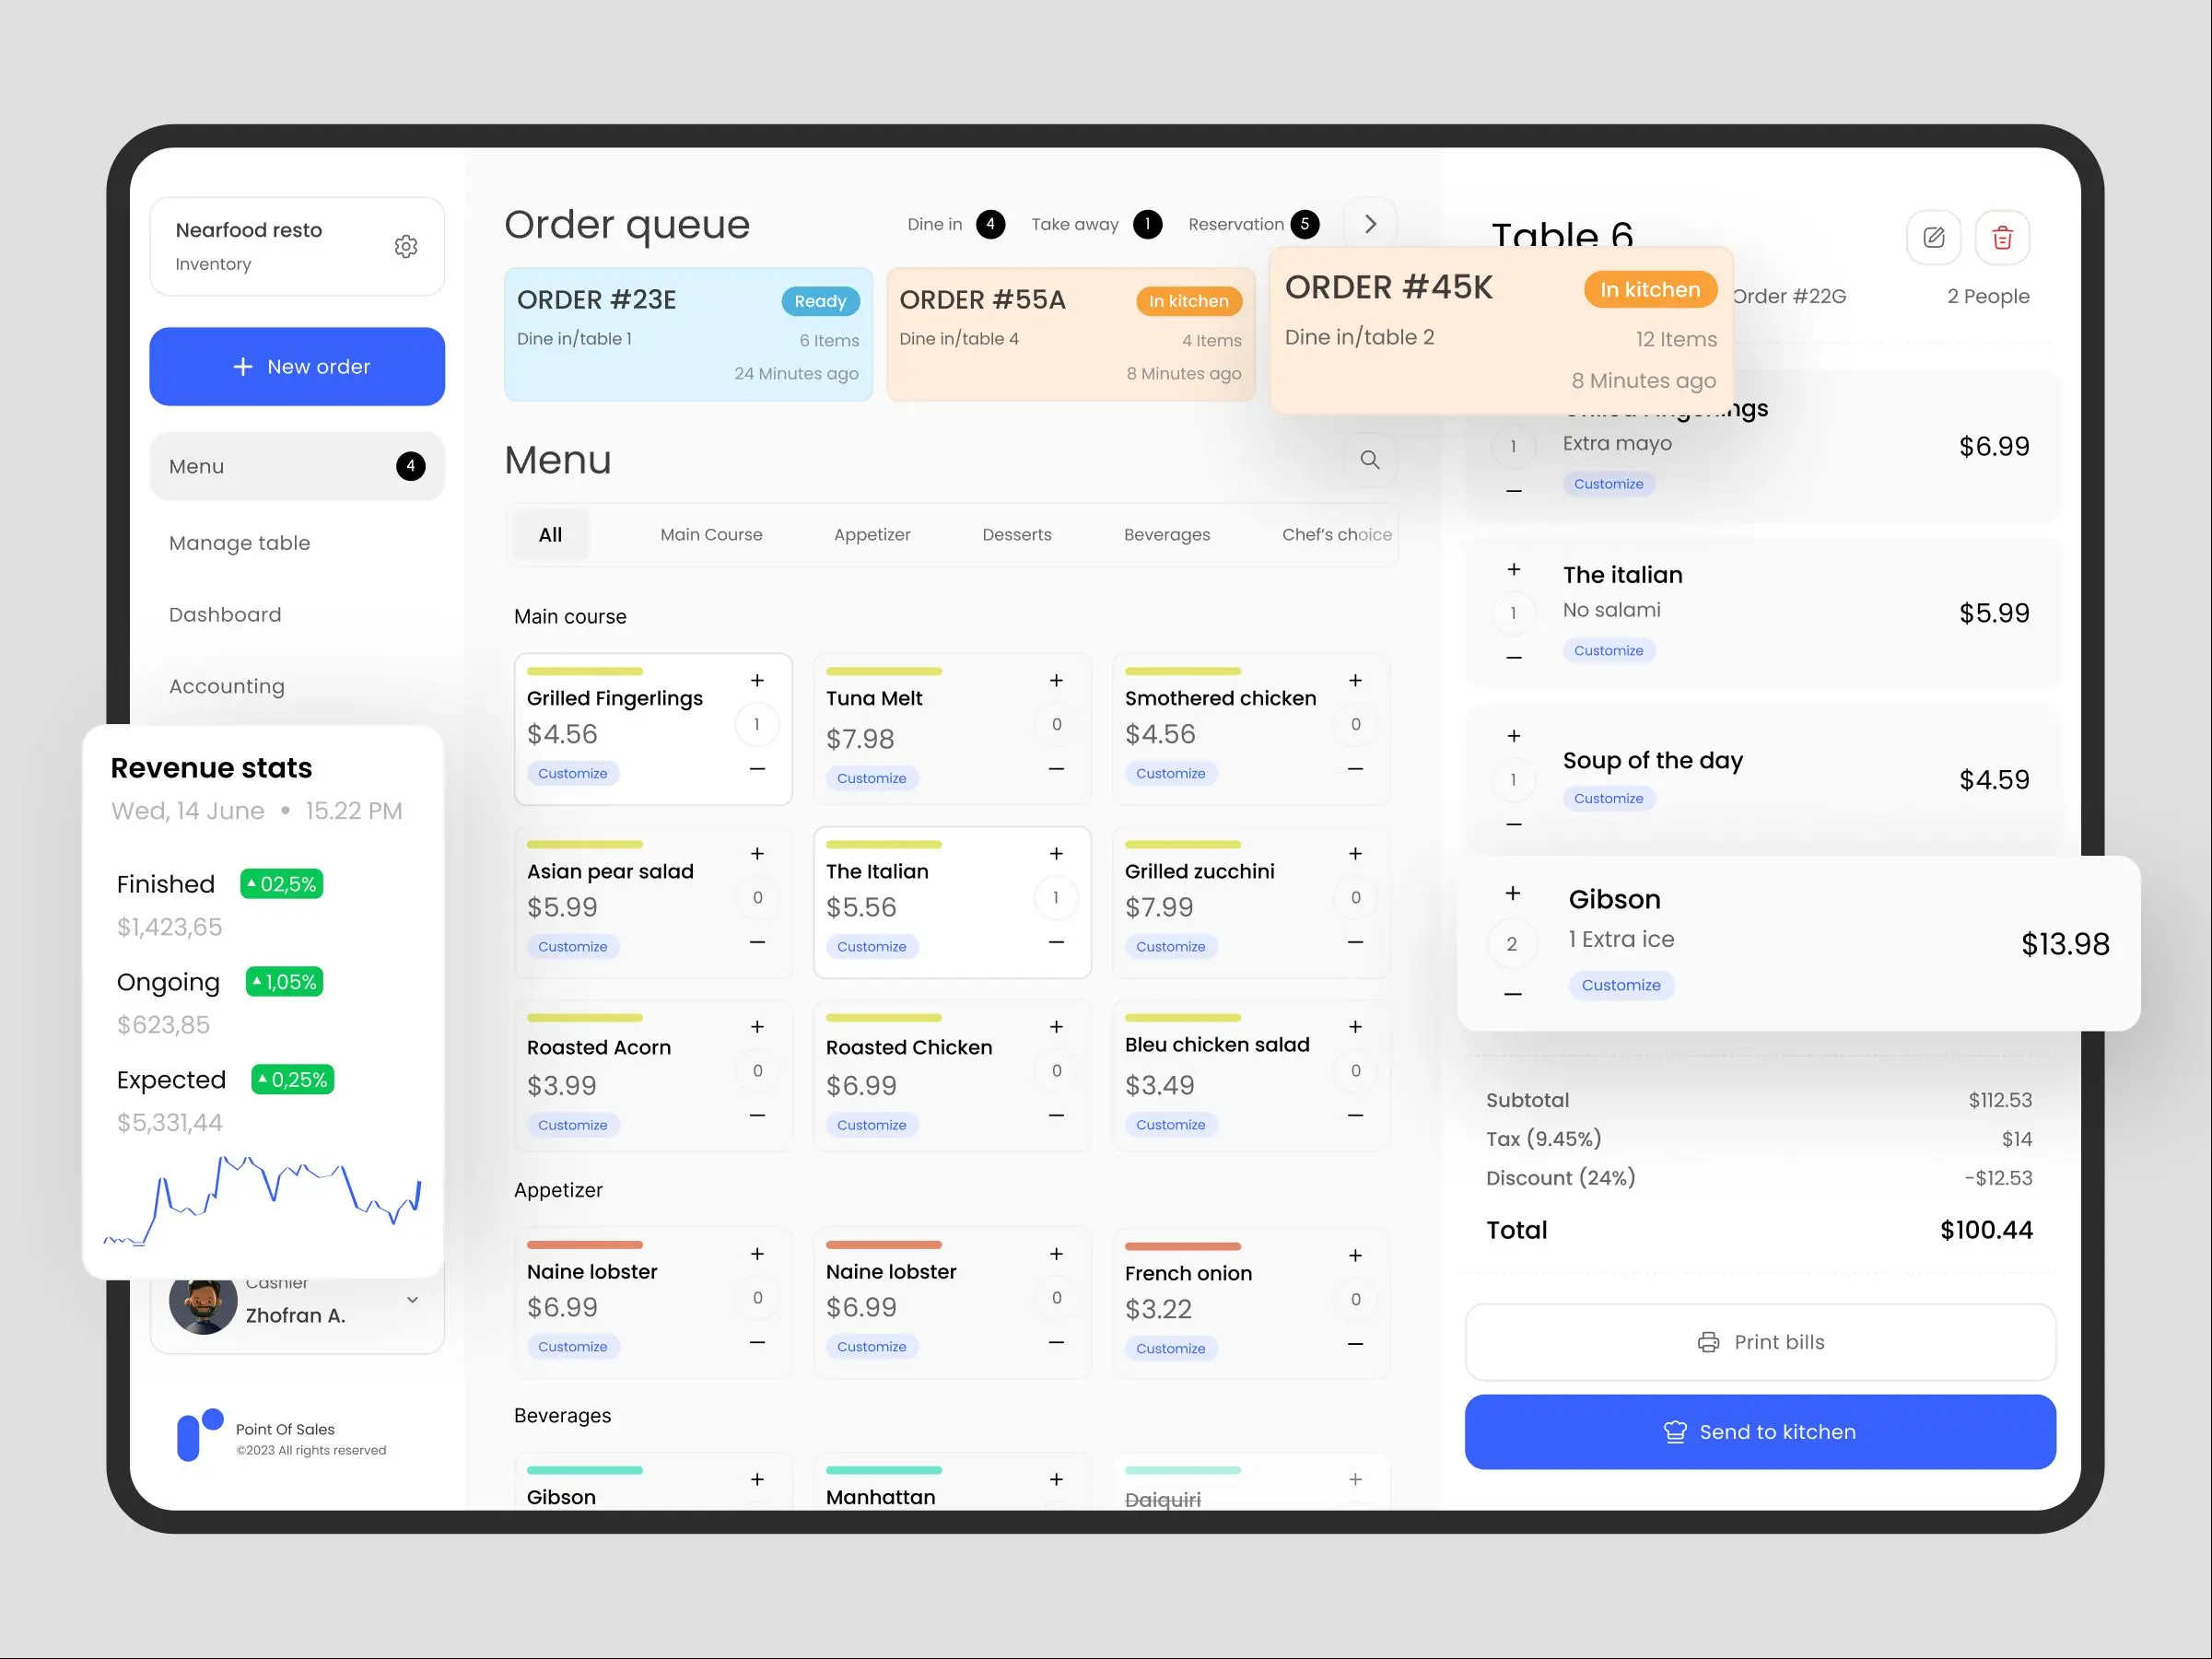 Nearfood resto
Inventory
New order
Menu 4
Manage table
Dashboard
Accounting
Revenue stats
Wed, 14 June • 15.22 PM
Finished 02,5%
$1,423,65
Ongoing 1,05%
$623,85
Expected 0,25%
$5,331,44
Cashier
Zhofran A.
Point Of Sales
©2023 All rights reserved
Order queue
Dine in 4 Take away 1 Reservation 5
ORDER #23E Ready
Dine in/table 1 6 Items
24 Minutes ago
ORDER #55A In kitchen
Dine in/table 4 4 Items
8 Minutes ago
ORDER #45K In kitchen
Dine in/table 2 12 Items
8 Minutes ago
Menu
All Main Course Appetizer Desserts Beverages Chef's choice
Main course
Grilled Fingerlings +
$4.56 1
Customize −
Tuna Melt +
$7.98 0
Customize −
Smothered chicken +
$4.56 0
Customize −
Asian pear salad +
$5.99 0
Customize −
The Italian +
$5.56 1
Customize −
Grilled zucchini +
$7.99 0
Customize −
Roasted Acorn +
$3.99 0
Customize −
Roasted Chicken +
$6.99 0
Customize −
Bleu chicken salad +
$3.49 0
Customize −
Appetizer
Naine lobster +
$6.99 0
Customize −
Naine lobster +
$6.99 0
Customize −
French onion +
$3.22 0
Customize −
Beverages
Gibson +
Manhattan +
Daiquiri +
Table 6
Order #22G 2 People
1 Extra mayo $6.99
− Customize
+ The italian
1 No salami $5.99
− Customize
+ Soup of the day
1 Customize $4.59
−
+ Gibson
2 1 Extra ice $13.98
− Customize
Subtotal $112.53
Tax (9.45%) $14
Discount (24%) -$12.53
Total $100.44
Print bills
Send to kitchen